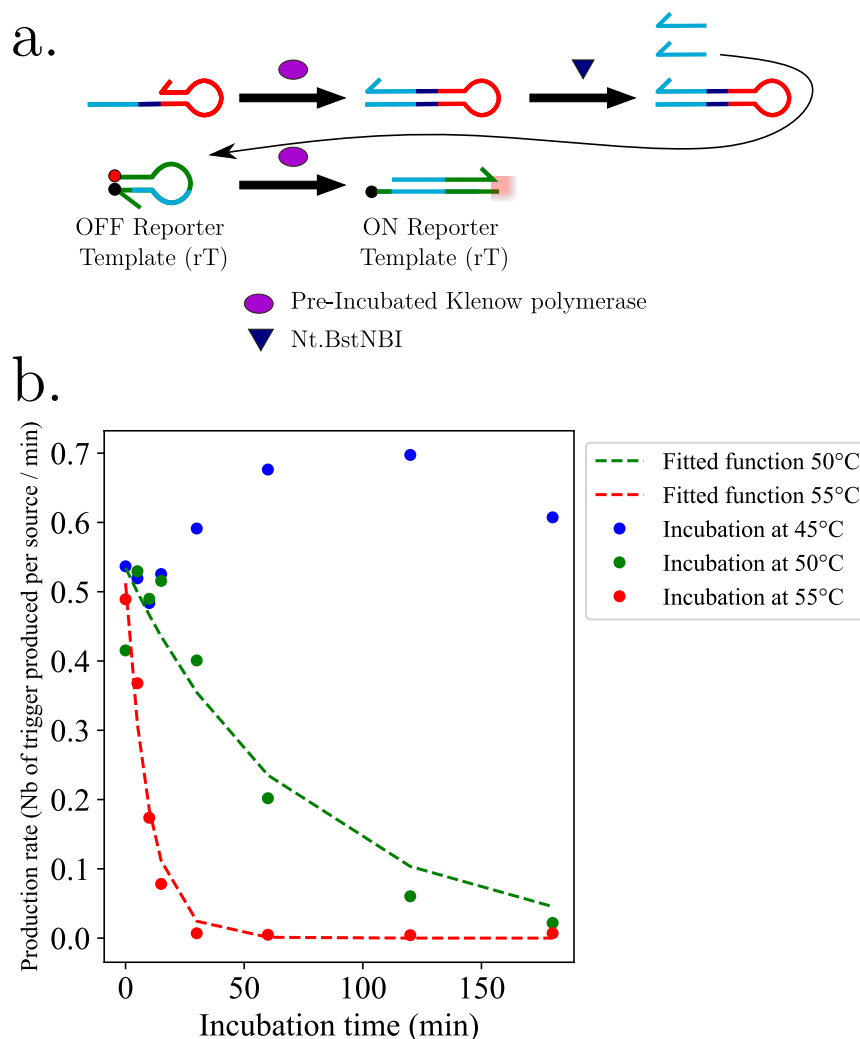 a.
OFF Reporter
Template (rT)
ON Reporter
Template (rT)
Pre-Incubated Klenow polymerase
Nt.BstNBI
b.
Production rate (Nb of trigger produced per source / min)
0.7
0.6
0.5
0.4
0.3
0.2
0.1
0.0
0
50
100
150
Incubation time (min)
Fitted function 50°C
Fitted function 55°C
Incubation at 45°C
Incubation at 50°C
Incubation at 55°C